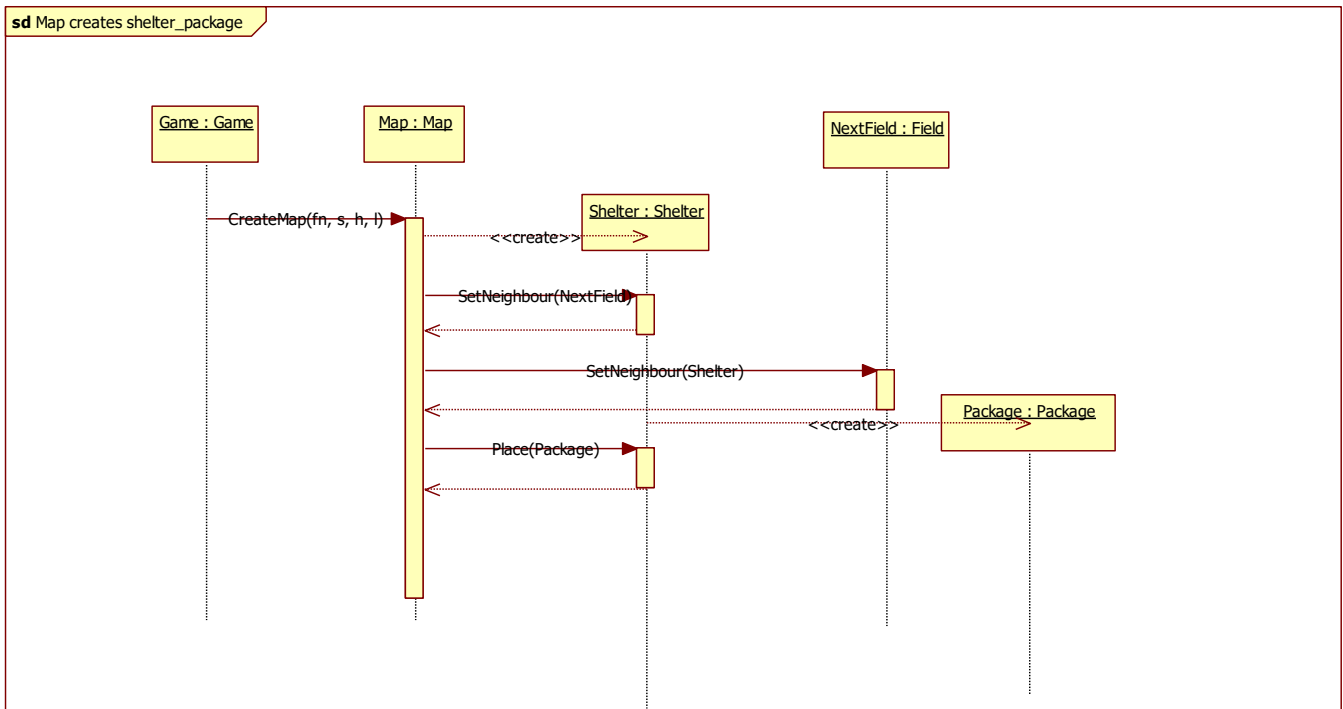 sd Map creates shelter_package
Game : Game
Map : Map
NextField : Field
Shelter : Shelter
CreateMap(fn, s, h, l)
<<create>>
SetNeighbour(NextField)
SetNeighbour(Shelter)
Package : Package
<<create>>
Place(Package)